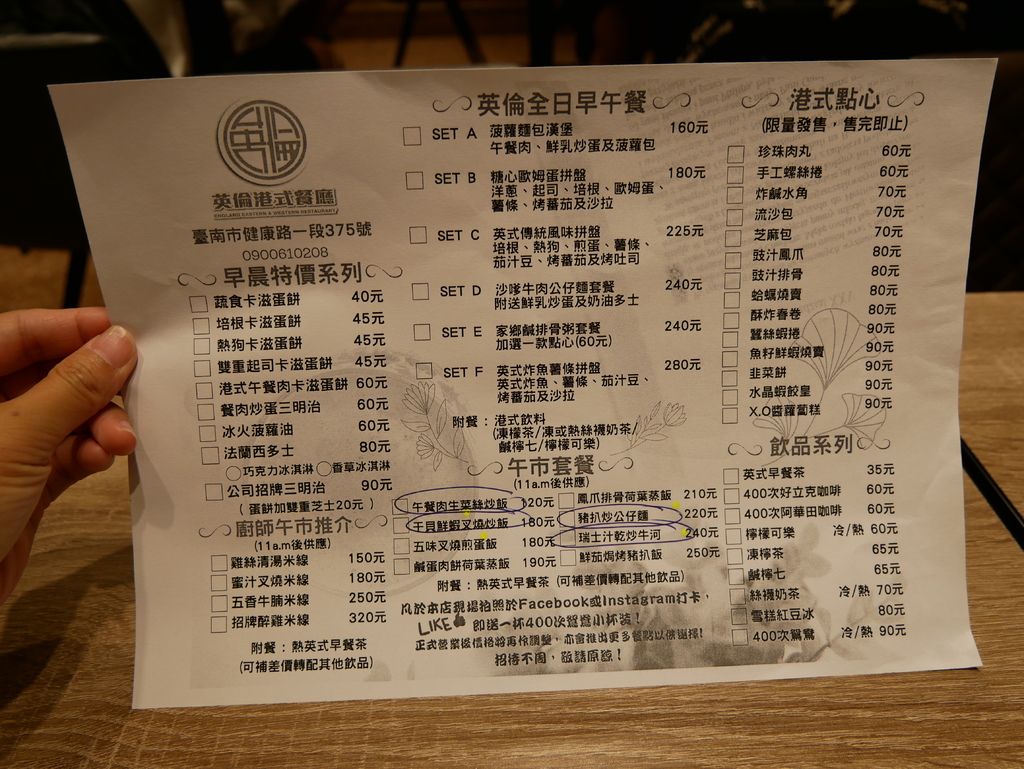 英倫港式餐廳
ENGLAND EASTERN & WESTERN RESTAURANT
臺南市健康路一段375號
0900610208
早晨特價系列
蔬食卡滋蛋餅 40元
培根卡滋蛋餅 45元
熱狗卡滋蛋餅 45元
雙重起司卡滋蛋餅 45元
港式午餐肉卡滋蛋餅 60元
餐肉炒蛋三明治 60元
冰火菠蘿油 60元
法蘭西多士 80元
巧克力冰淇淋 香草冰淇淋
公司招牌三明治 90元
(蛋餅加雙重芝士20元)
廚師午市推介
(11a.m後供應)
雞絲清湯米線 150元
蜜汁叉燒米線 180元
五香牛腩米線 250元
招牌醉雞米線 320元
附餐：熱英式早餐茶
(可補差價轉配其他飲品)
英倫全日早午餐
SET A 菠蘿麵包漢堡 160元
午餐肉、鮮乳炒蛋及菠蘿包
SET B 糖心歐姆蛋拼盤 180元
洋蔥、起司、培根、歐姆蛋、
薯條、烤蕃茄及沙拉
SET C 英式傳統風味拼盤 225元
培根、熱狗、煎蛋、薯條、
茄汁豆、烤蕃茄及烤吐司
SET D 沙嗲牛肉公仔麵套餐 240元
附送鮮乳炒蛋及奶油多士
SET E 家鄉鹹排骨粥套餐 240元
加選一款點心(60元)
SET F 英式炸魚薯條拼盤 280元
英式炸魚、薯條、茄汁豆、
烤蕃茄及沙拉
附餐：港式飲料
(凍檸茶/凍或熱絲襪奶茶/
鹹檸七/檸檬可樂)
午市套餐
(11a.m後供應)
午餐肉生菜絲炒飯 120元
干貝鮮蝦叉燒炒飯 180元
五味叉燒煎蛋飯 180元
鹹蛋肉餅荷葉蒸飯 190元
鳳爪排骨荷葉蒸飯 210元
豬扒炒公仔麵 220元
瑞士汁乾炒牛河 240元
鮮茄焗烤豬扒飯 250元
附餐：熱英式早餐茶 (可補差價轉配其他飲品)
凡於本店現場拍照於Facebook或Instagram打卡，
LIKE 即送一杯400次鴛鴦小杯裝！
正式營業後價格將再作調整，亦會推出更多餐點以供選擇!
招待不周，敬請原諒！
港式點心
(限量發售，售完即止)
珍珠肉丸 60元
手工螺絲捲 60元
炸鹹水角 70元
流沙包 70元
芝麻包 70元
豉汁鳳爪 80元
豉汁排骨 80元
蛤蠣燒賣 80元
酥炸春卷 80元
蠶絲蝦捲 90元
魚籽鮮蝦燒賣 90元
韭菜餅 90元
水晶蝦餃皇 90元
X.O醬蘿蔔糕 90元
飲品系列
英式早餐茶 35元
400次好立克咖啡 60元
400次阿華田咖啡 60元
檸檬可樂 冷/熱 60元
凍檸茶 65元
鹹檸七 65元
絲襪奶茶 冷/熱 70元
雪糕紅豆冰 80元
400次鴛鴦 冷/熱 90元